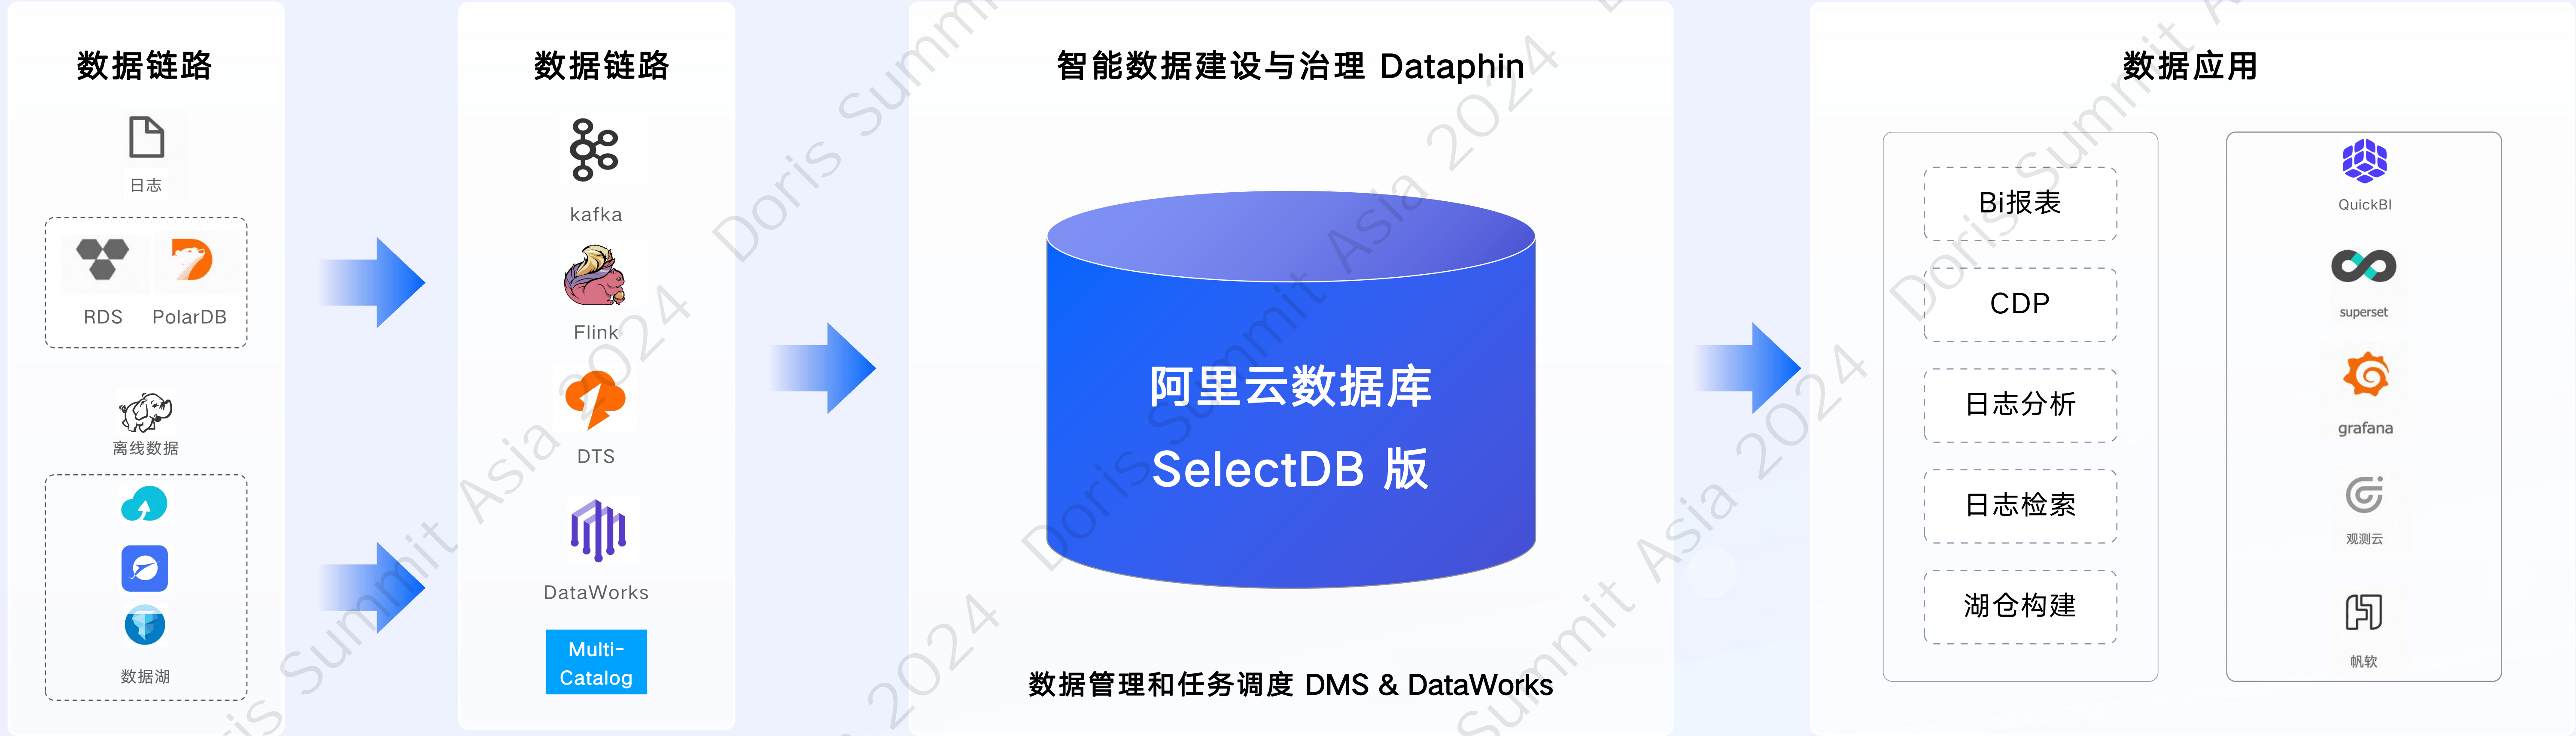 数据链路
日志
RDS
PolarDB
离线数据
数据湖
数据链路
kafka
Flink
DTS
DataWorks
Multi-
Catalog
智能数据建设与治理 Dataphin
阿里云数据库
SelectDB 版
数据管理和任务调度 DMS & DataWorks
数据应用
Bi报表
CDP
日志分析
日志检索
湖仓构建
QuickBI
superset
grafana
观测云
帆软
Doris Summit Asia 2024
Doris Summit Asia 2024
Doris Summit Asia 2024
Doris Summit Asia 2024
Summit Asia 2024
2024